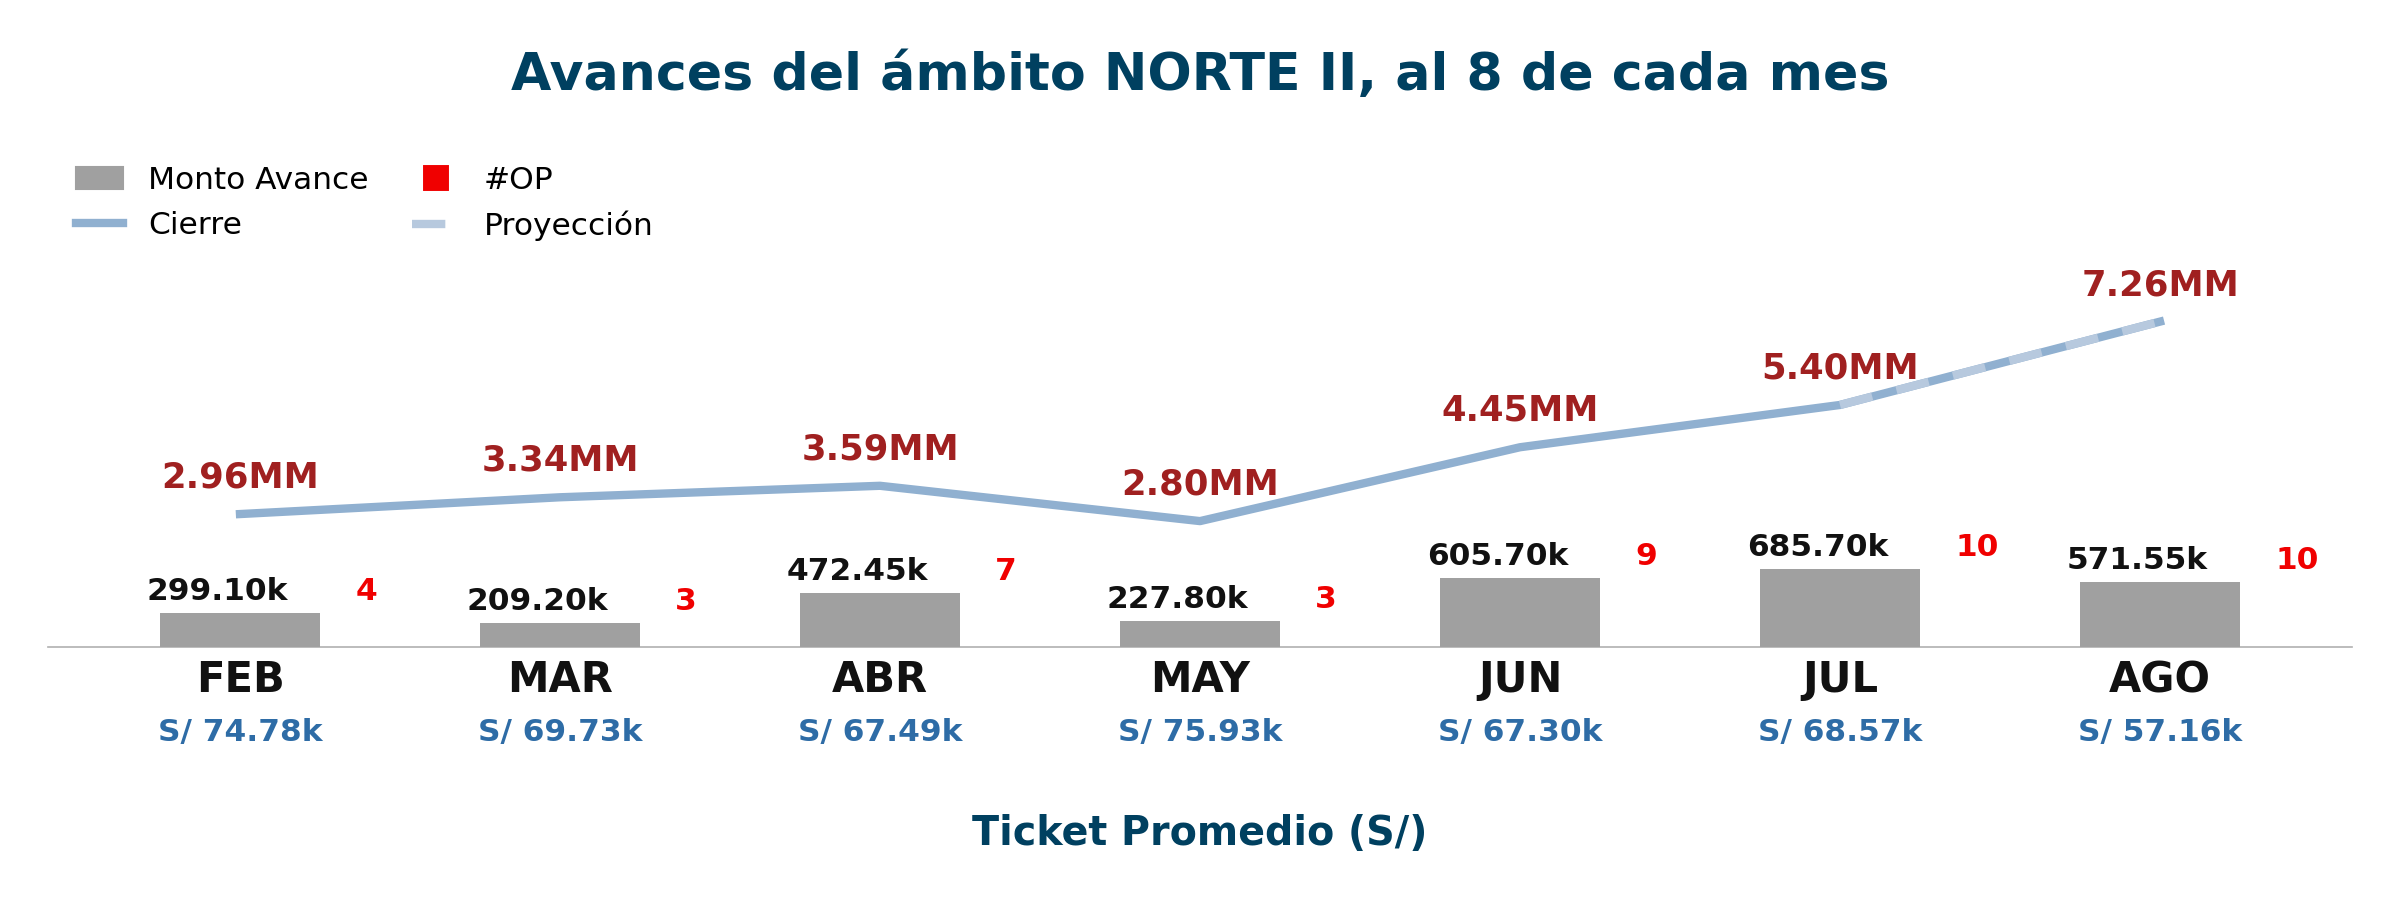 Avances del ámbito NORTE II, al 8 de cada mes
Monto Avance #OP
Cierre Proyección
7.26MM
5.40MM
4.45MM
3.59MM
3.34MM
2.96MM
2.80MM
299.10k 4 209.20k 3 472.45k 7 227.80k 3 605.70k 9 685.70k 10 571.55k 10
FEB MAR ABR MAY JUN JUL AGO
S/ 74.78k S/ 69.73k S/ 67.49k S/ 75.93k S/ 67.30k S/ 68.57k S/ 57.16k
Ticket Promedio (S/)